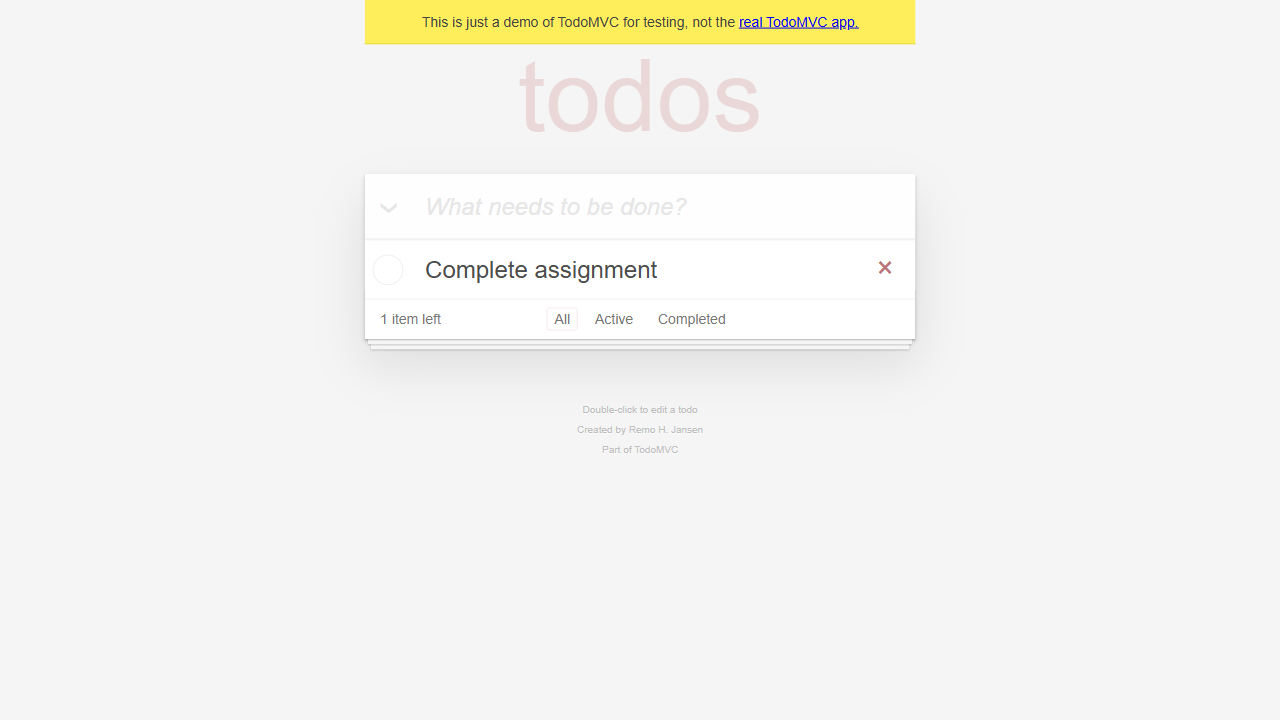 This is just a demo of TodoMVC for testing, not the real TodoMVC app.
todos
What needs to be done?
Complete assignment
1 item left
All
Active
Completed
Double-click to edit a todo
Created by Remo H. Jansen
Part of TodoMVC